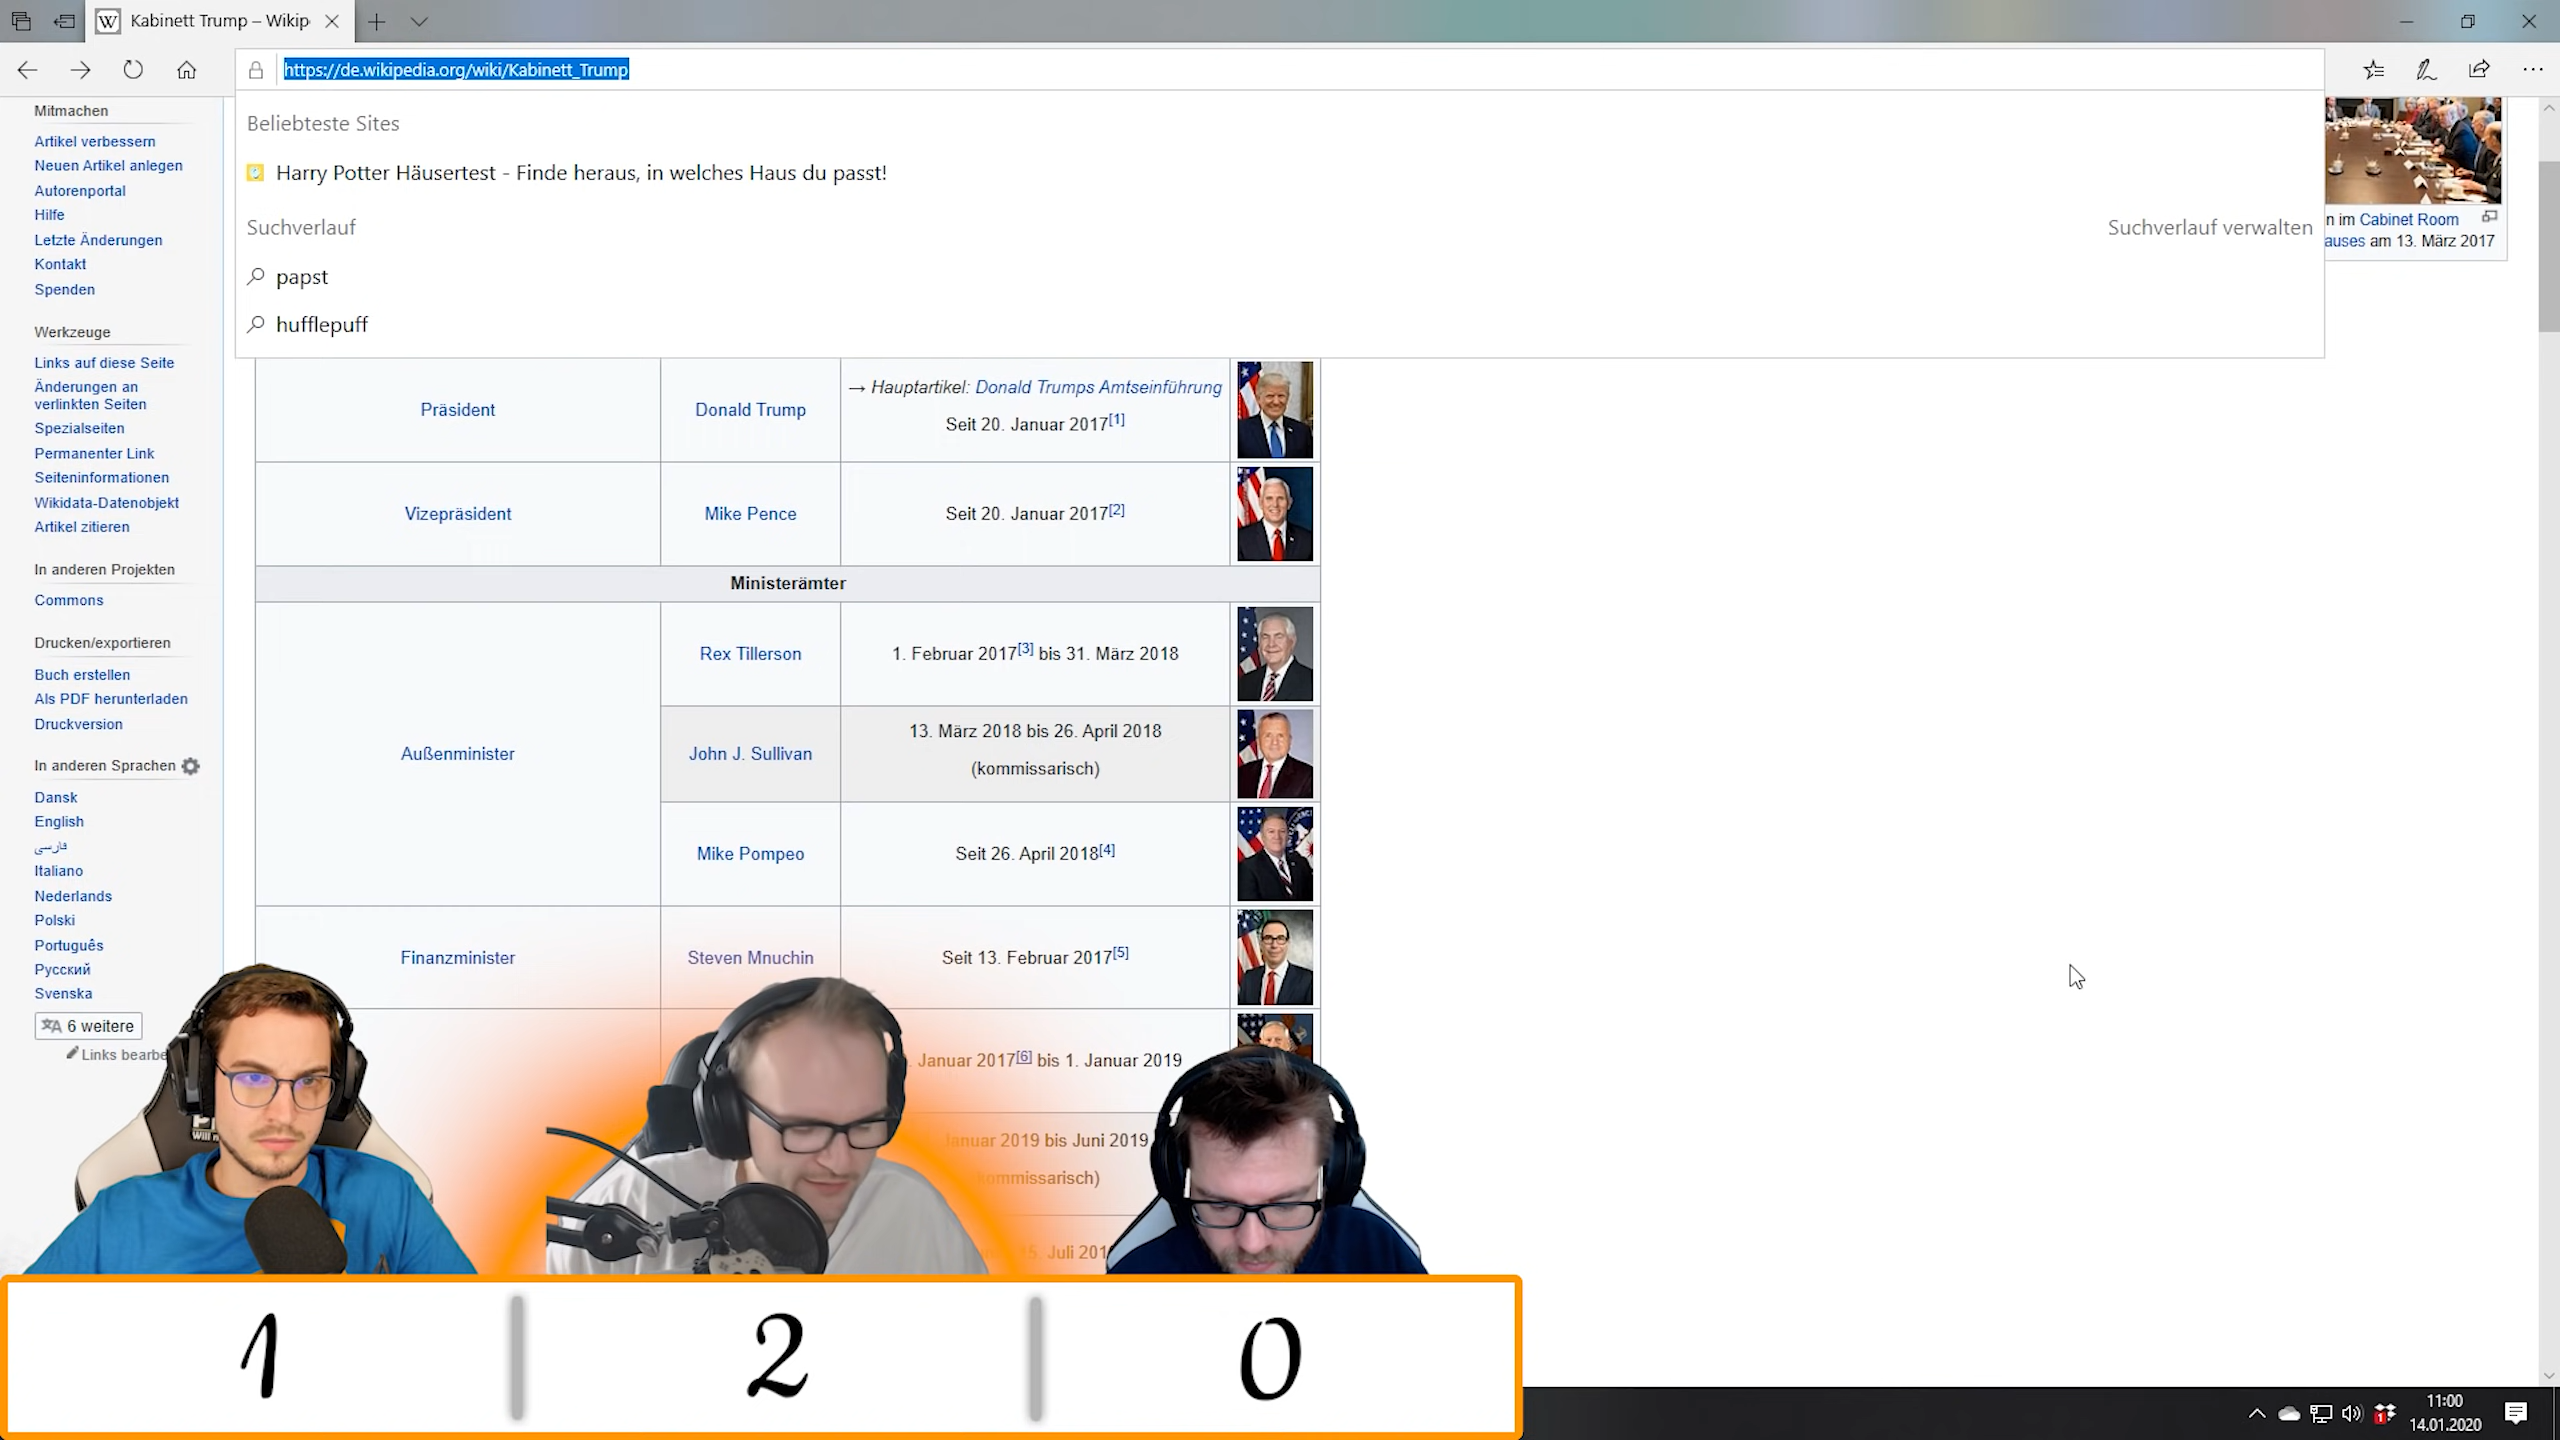 Kabinett Trump – Wikip
https://de.wikipedia.org/wiki/Kabinett_Trump
Beliebteste Sites
Harry Potter Häusertest - Finde heraus, in welches Haus du passt!
Suchverlauf
Suchverlauf verwalten
papst
hufflepuff
Mitmachen
Artikel verbessern
Neuen Artikel anlegen
Autorenportal
Hilfe
Letzte Änderungen
Kontakt
Spenden
Werkzeuge
Links auf diese Seite
Änderungen an
verlinkten Seiten
Spezialseiten
Permanenter Link
Seiteninformationen
Wikidata-Datenobjekt
Artikel zitieren
In anderen Projekten
Commons
Drucken/exportieren
Buch erstellen
Als PDF herunterladen
Druckversion
In anderen Sprachen
Dansk
English
فارسی
Italiano
Nederlands
Polski
Português
Русский
Svenska
6 weitere
Links bearbe
n im Cabinet Room
auses am 13. März 2017
Präsident
Donald Trump
→ Hauptartikel: Donald Trumps Amtseinführung
Seit 20. Januar 2017[1]
Vizepräsident
Mike Pence
Seit 20. Januar 2017[2]
Ministerämter
Außenminister
Rex Tillerson
1. Februar 2017[3] bis 31. März 2018
John J. Sullivan
13. März 2018 bis 26. April 2018
(kommissarisch)
Mike Pompeo
Seit 26. April 2018[4]
Finanzminister
Steven Mnuchin
Seit 13. Februar 2017[5]
. Januar 2017[6] bis 1. Januar 2019
Januar 2019 bis Juni 2019
kommissarisch)
15. Juli 201
1
2
0
11:00
14.01.2020